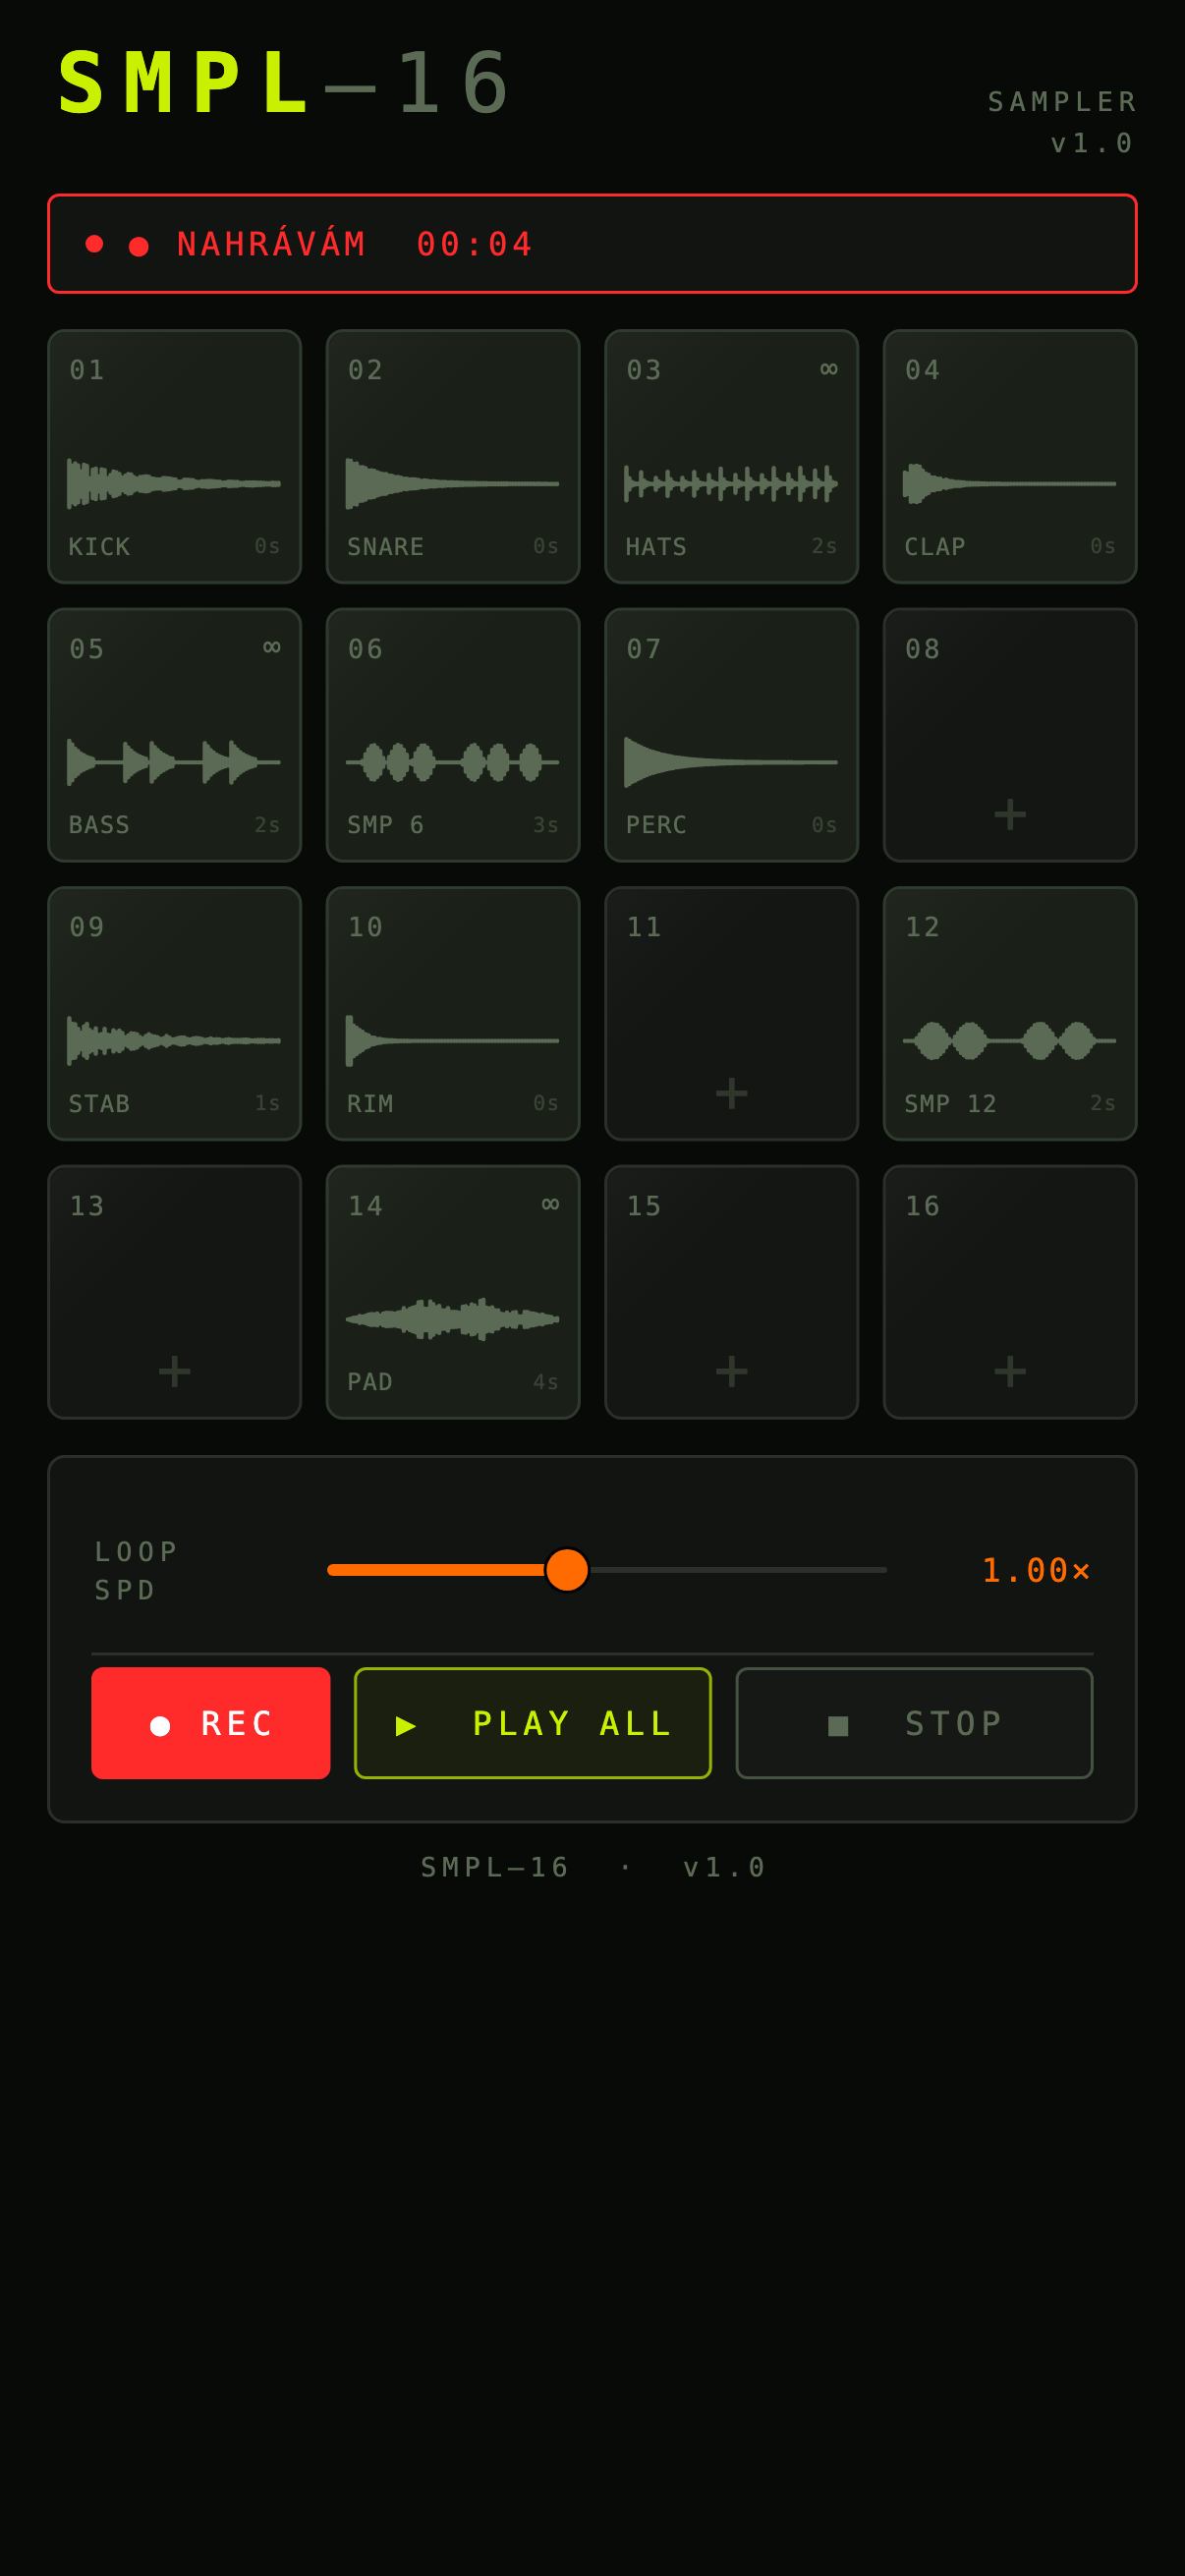 SMPL—16
SAMPLER
v1.0
● ● NAHRÁVÁM 00:04
01
02
03 ∞
04
KICK 0s
SNARE 0s
HATS 2s
CLAP 0s
05 ∞
06
07
08
BASS 2s
SMP 6 3s
PERC 0s
+
09
10
11
12
STAB 1s
RIM 0s
+
SMP 12 2s
13
14 ∞
15
16
+
PAD 4s
+
+
LOOP
SPD
1.00×
● REC
▶ PLAY ALL
■ STOP
SMPL—16 · v1.0